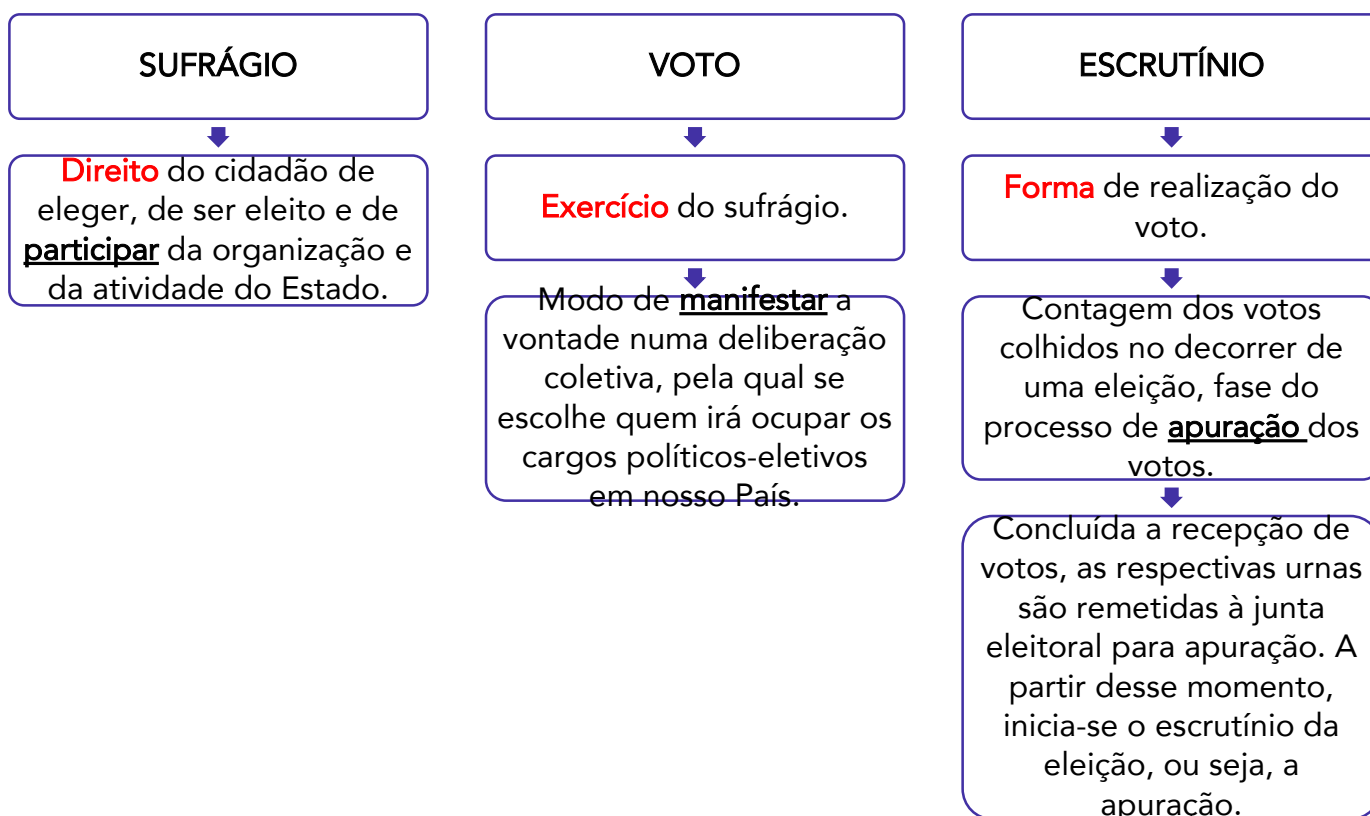 SUFRÁGIO
Direito do cidadão de
eleger, de ser eleito e de
participar da organização e
da atividade do Estado.
VOTO
Exercício do sufrágio.
Modo de manifestar a
vontade numa deliberação
coletiva, pela qual se
escolhe quem irá ocupar os
cargos políticos-eletivos
em nosso País.
ESCRUTÍNIO
Forma de realização do
voto.
Contagem dos votos
colhidos no decorrer de
uma eleição, fase do
processo de apuração dos
votos.
Concluída a recepção de
votos, as respectivas urnas
são remetidas à junta
eleitoral para apuração. A
partir desse momento,
inicia-se o escrutínio da
eleição, ou seja, a
apuração.